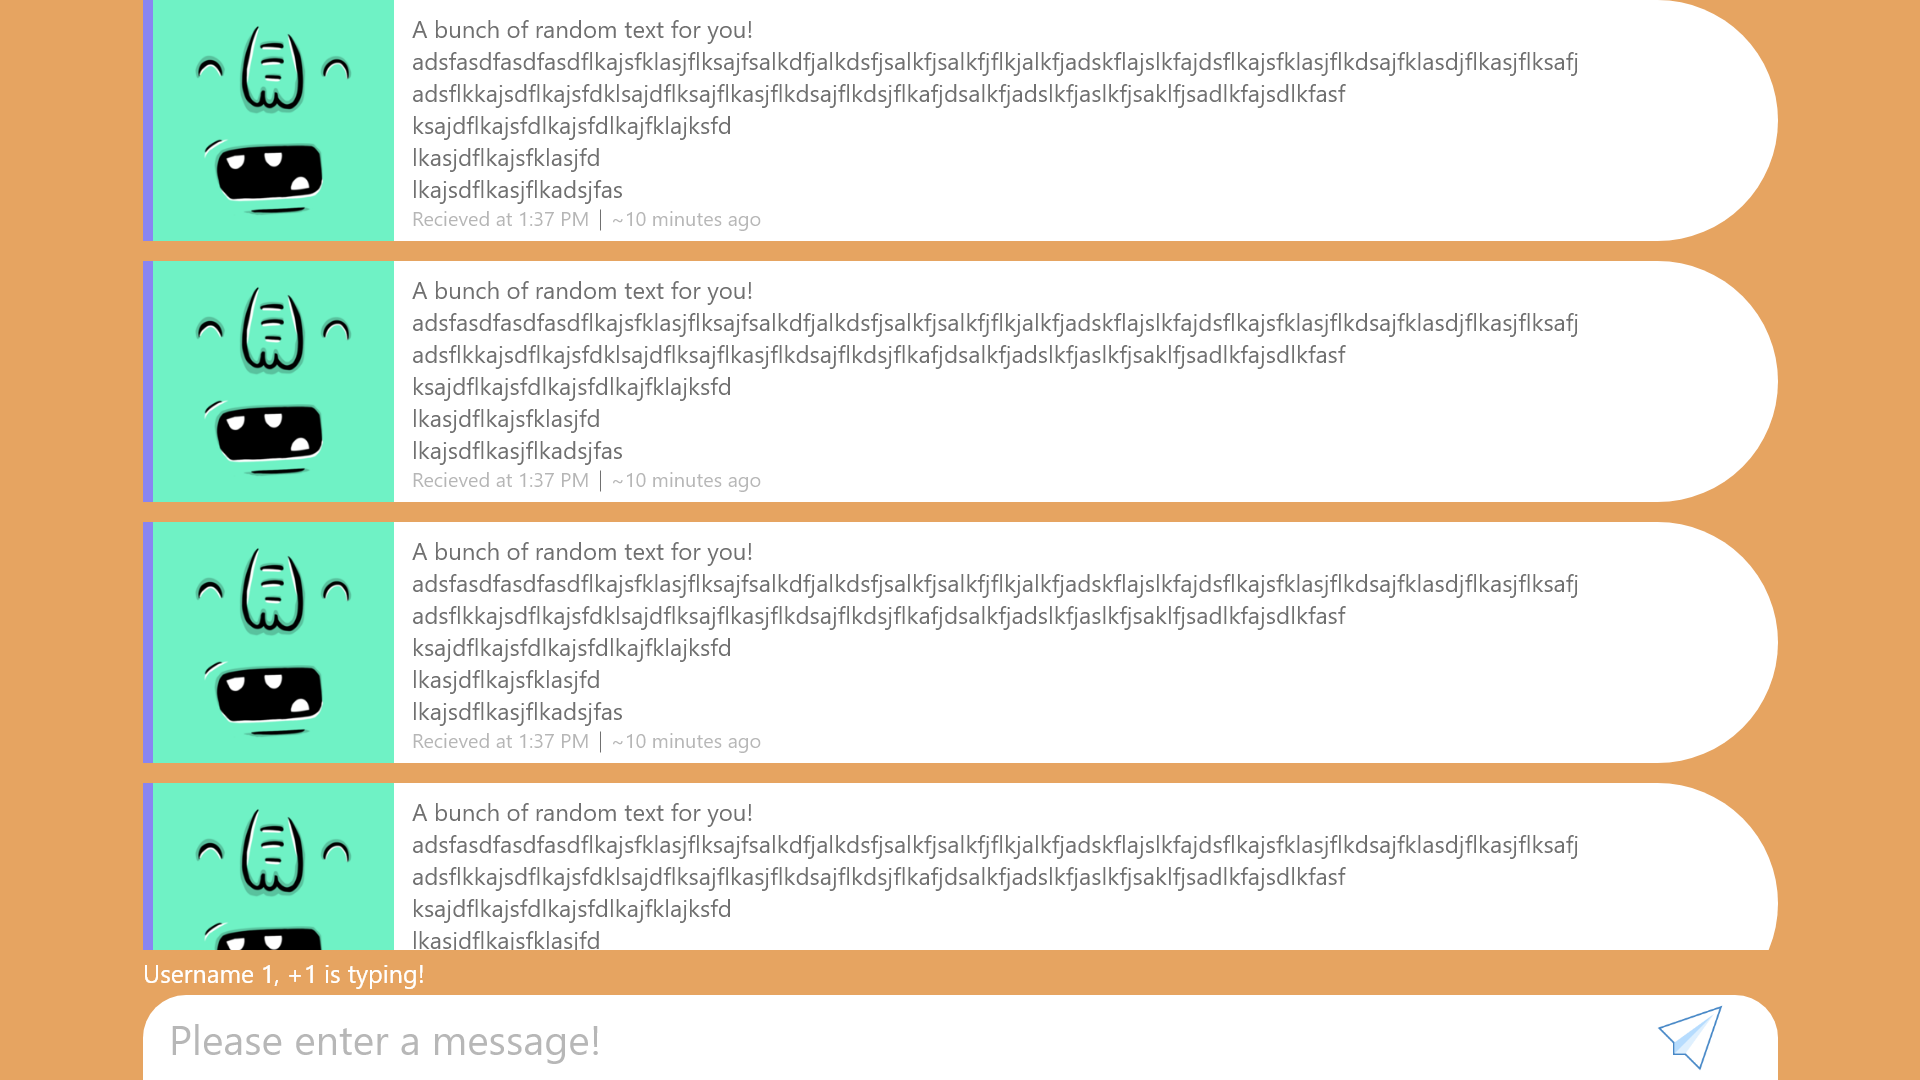 A bunch of random text for you!
adsfasdfasdfasdflkajsfklasjflksajfsalkdfjalkdsfjsalkfjsalkfjflkjalkfjadskflajslkfajdsflkajsfklasjflkdsajfklasdjflkasjflksafj
adsflkkajsdflkajsfdklsajdflksajflkasjflkdsajflkdsjflkafjdsalkfjadslkfjaslkfjsaklfjsadlkfajsdlkfasf
ksajdflkajsfdlkajsfdlkajfklajksfd
lkasjdflkajsfklasjfd
lkajsdflkasjflkadsjfas
Recieved at 1:37 PM | ~10 minutes ago
A bunch of random text for you!
adsfasdfasdfasdflkajsfklasjflksajfsalkdfjalkdsfjsalkfjsalkfjflkjalkfjadskflajslkfajdsflkajsfklasjflkdsajfklasdjflkasjflksafj
adsflkkajsdflkajsfdklsajdflksajflkasjflkdsajflkdsjflkafjdsalkfjadslkfjaslkfjsaklfjsadlkfajsdlkfasf
ksajdflkajsfdlkajsfdlkajfklajksfd
lkasjdflkajsfklasjfd
lkajsdflkasjflkadsjfas
Recieved at 1:37 PM | ~10 minutes ago
A bunch of random text for you!
adsfasdfasdfasdflkajsfklasjflksajfsalkdfjalkdsfjsalkfjsalkfjflkjalkfjadskflajslkfajdsflkajsfklasjflkdsajfklasdjflkasjflksafj
adsflkkajsdflkajsfdklsajdflksajflkasjflkdsajflkdsjflkafjdsalkfjadslkfjaslkfjsaklfjsadlkfajsdlkfasf
ksajdflkajsfdlkajsfdlkajfklajksfd
lkasjdflkajsfklasjfd
lkajsdflkasjflkadsjfas
Recieved at 1:37 PM | ~10 minutes ago
A bunch of random text for you!
adsfasdfasdfasdflkajsfklasjflksajfsalkdfjalkdsfjsalkfjsalkfjflkjalkfjadskflajslkfajdsflkajsfklasjflkdsajfklasdjflkasjflksafj
adsflkkajsdflkajsfdklsajdflksajflkasjflkdsajflkdsjflkafjdsalkfjadslkfjaslkfjsaklfjsadlkfajsdlkfasf
ksajdflkajsfdlkajsfdlkajfklajksfd
lkasjdflkajsfklasjfd
Username 1, +1 is typing!
Please enter a message!